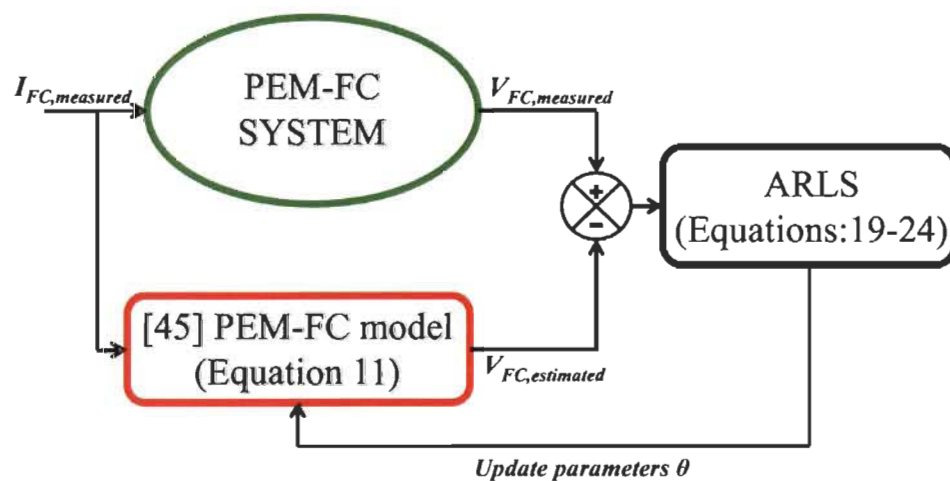 I_FC,measured
PEM-FC
SYSTEM
V_FC,measured
+
-
ARLS
(Equations:19-24)
[45] PEM-FC model
(Equation 11)
V_FC,estimated
Update parameters θ